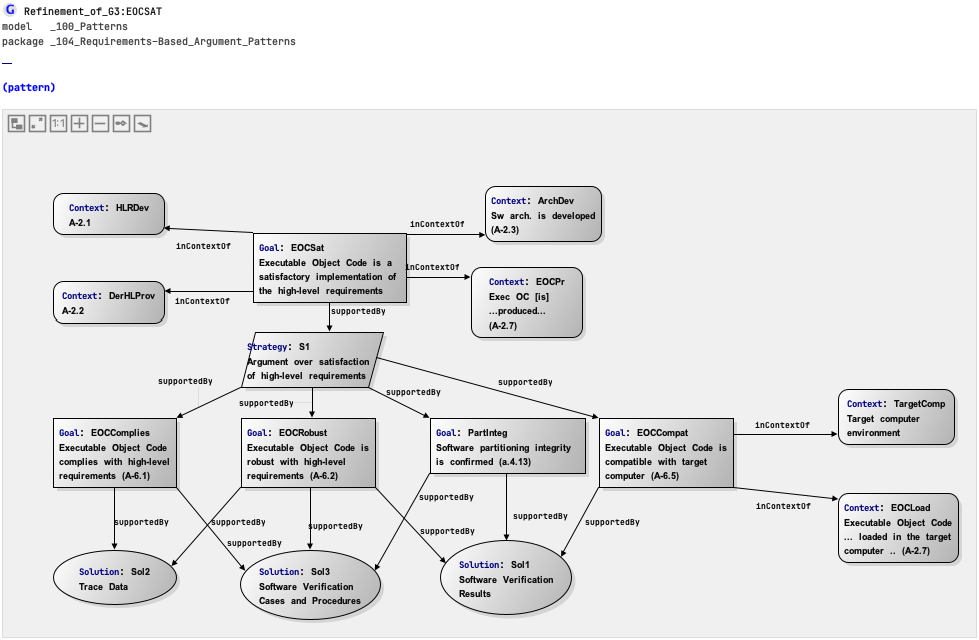 G Refinement_of_G3:EOCSAT
model _100_Patterns
package _104_Requirements-Based_Argument_Patterns
(pattern)
1:1
Context: HLRDev
A-2.1
Context: ArchDev
Sw arch. is developed
(A-2.3)
inContextOf
inContextOf
Goal: EOCSat
Executable Object Code is a
satisfactory implementation of
the high-level requirements
inContextOf
Context: EOCPr
Exec OC [is]
...produced...
(A-2.7)
Context: DerHLProv
A-2.2
inContextOf
supportedBy
Strategy: S1
Argument over satisfaction
of high-level requirements
supportedBy
supportedBy
supportedBy
supportedBy
Goal: EOCComplies
Executable Object Code
complies with high-level
requirements (A-6.1)
Goal: EOCRobust
Executable Object Code is
robust with high-level
requirements (A-6.2)
Goal: PartInteg
Software partitioning integrity
is confirmed (a.4.13)
Goal: EOCCompat
Executable Object Code is
compatible with target
computer (A-6.5)
Context: TargetComp
Target computer
environment
inContextOf
inContextOf
Context: EOCLoad
Executable Object Code
... loaded in the target
computer .. (A-2.7)
supportedBy
supportedBy
supportedBy
supportedBy
supportedBy
supportedBy
supportedBy
supportedBy
Solution: Sol2
Trace Data
Solution: Sol3
Software Verification
Cases and Procedures
Solution: Sol1
Software Verification
Results